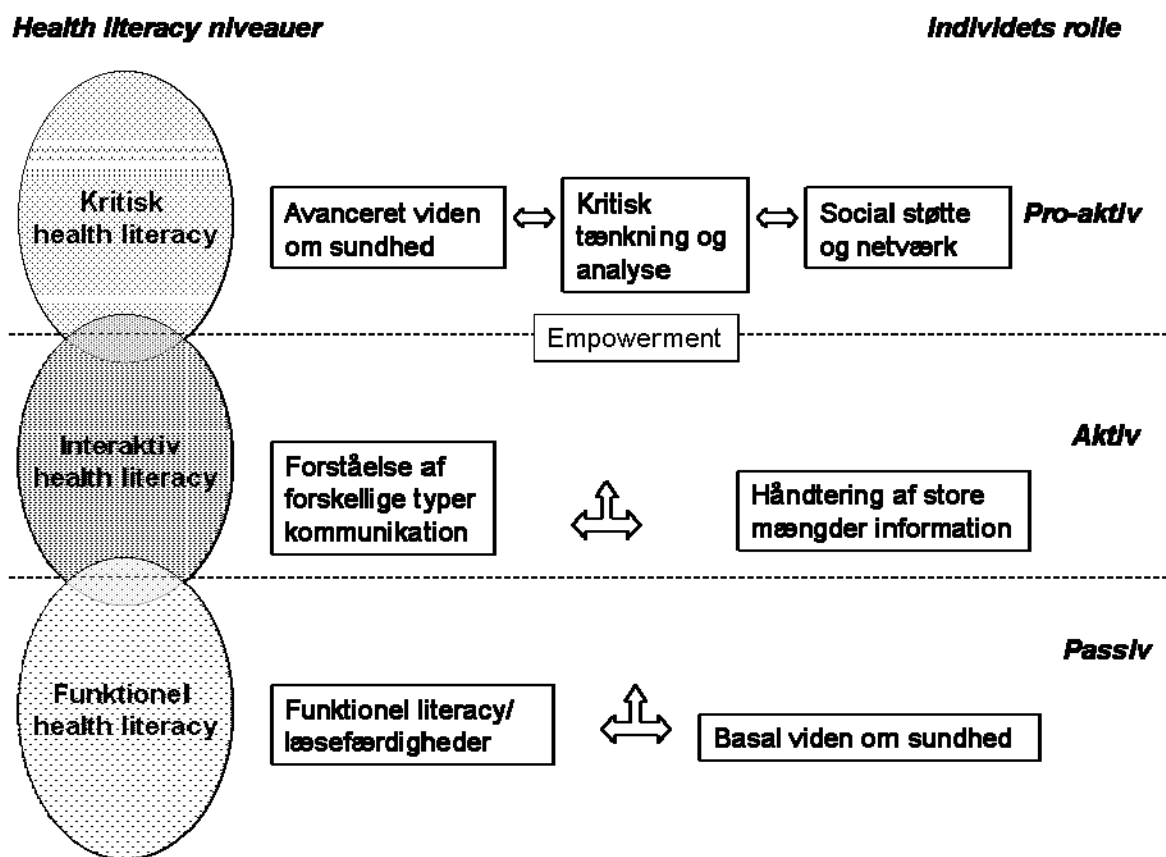 Health literacy niveauer
Individets rolle
Kritisk
health literacy
Avanceret viden
om sundhed
Kritisk
tænkning og
analyse
Social støtte
og netværk
Pro-aktiv
Empowerment
Interaktiv
health literacy
Forståelse af
forskellige typer
kommunikation
Håndtering af store
mængder information
Aktiv
Funktionel
health literacy
Funktionel literacy/
læsefærdigheder
Basal viden om sundhed
Passiv